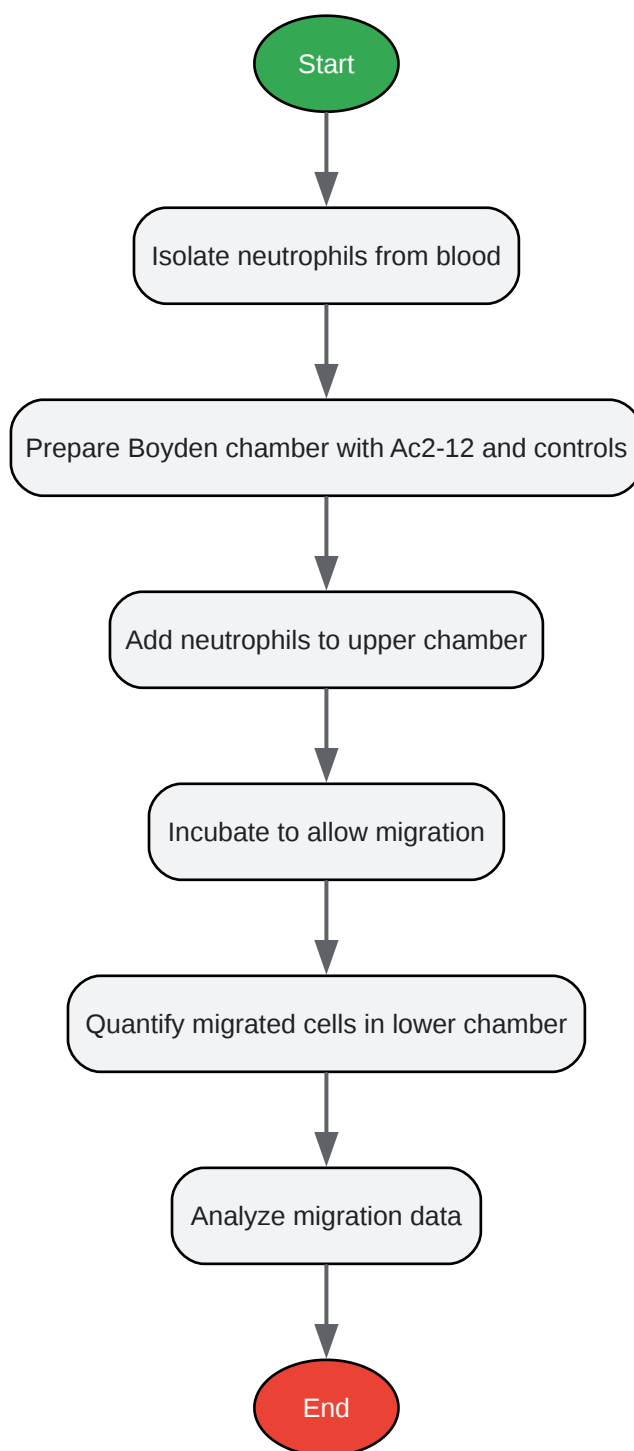 Start
Isolate neutrophils from blood
Prepare Boyden chamber with Ac2-12 and controls
Add neutrophils to upper chamber
Incubate to allow migration
Quantify migrated cells in lower chamber
Analyze migration data
End